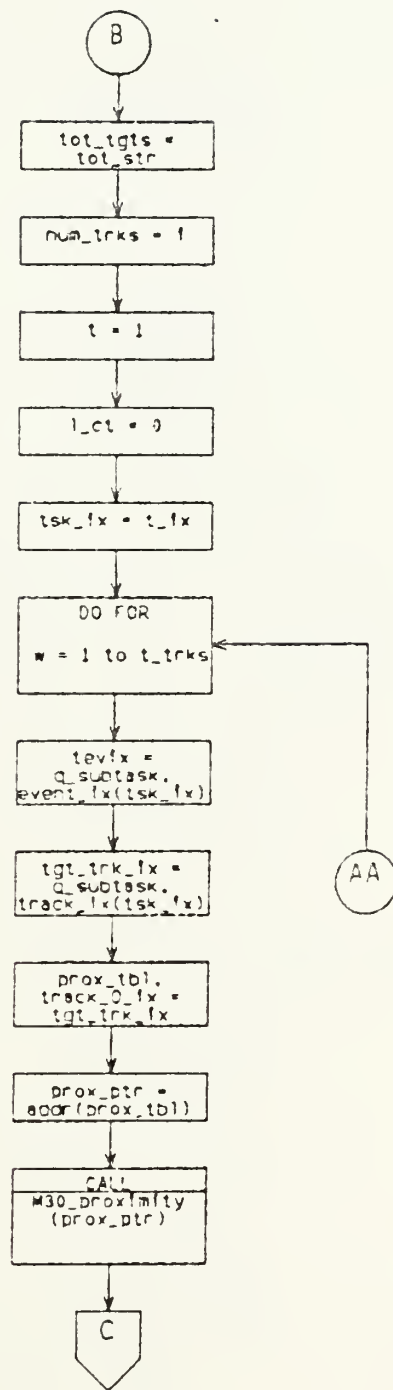 B
tot_tgts =
tot_str
num_trks = 1
t = 1
l_ct = 0
tsk_fx = t_fx
DO FOR
w = 1 to t_trks
tevfx =
q_subtask.
event_fx(tsk_fx)
tgt_trk_fx =
q_subtask.
track_fx(tsk_fx)
AA
prox_tbl.
track_0_fx =
tgt_trk_fx
prox_ptr =
addr(prox_tbl)
CALL
M30_proximity
(prox_ptr)
C